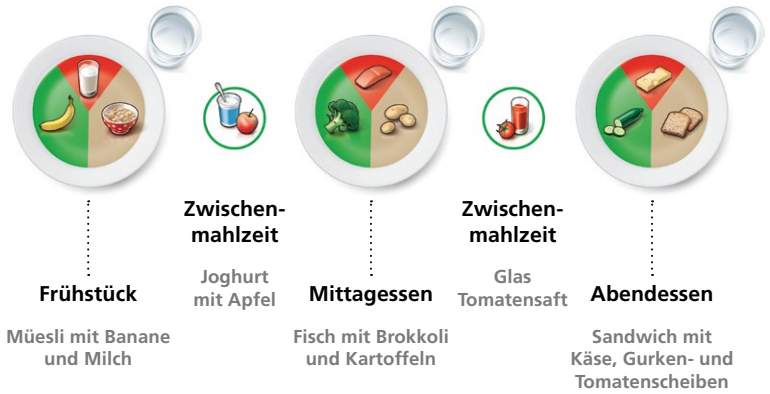 Frühstück
Müesli mit Banane
und Milch
Zwischen-
mahlzeit
Joghurt
mit Apfel
Mittagessen
Fisch mit Brokkoli
und Kartoffeln
Zwischen-
mahlzeit
Glas
Tomatensaft
Abendessen
Sandwich mit
Käse, Gurken- und
Tomatenscheiben